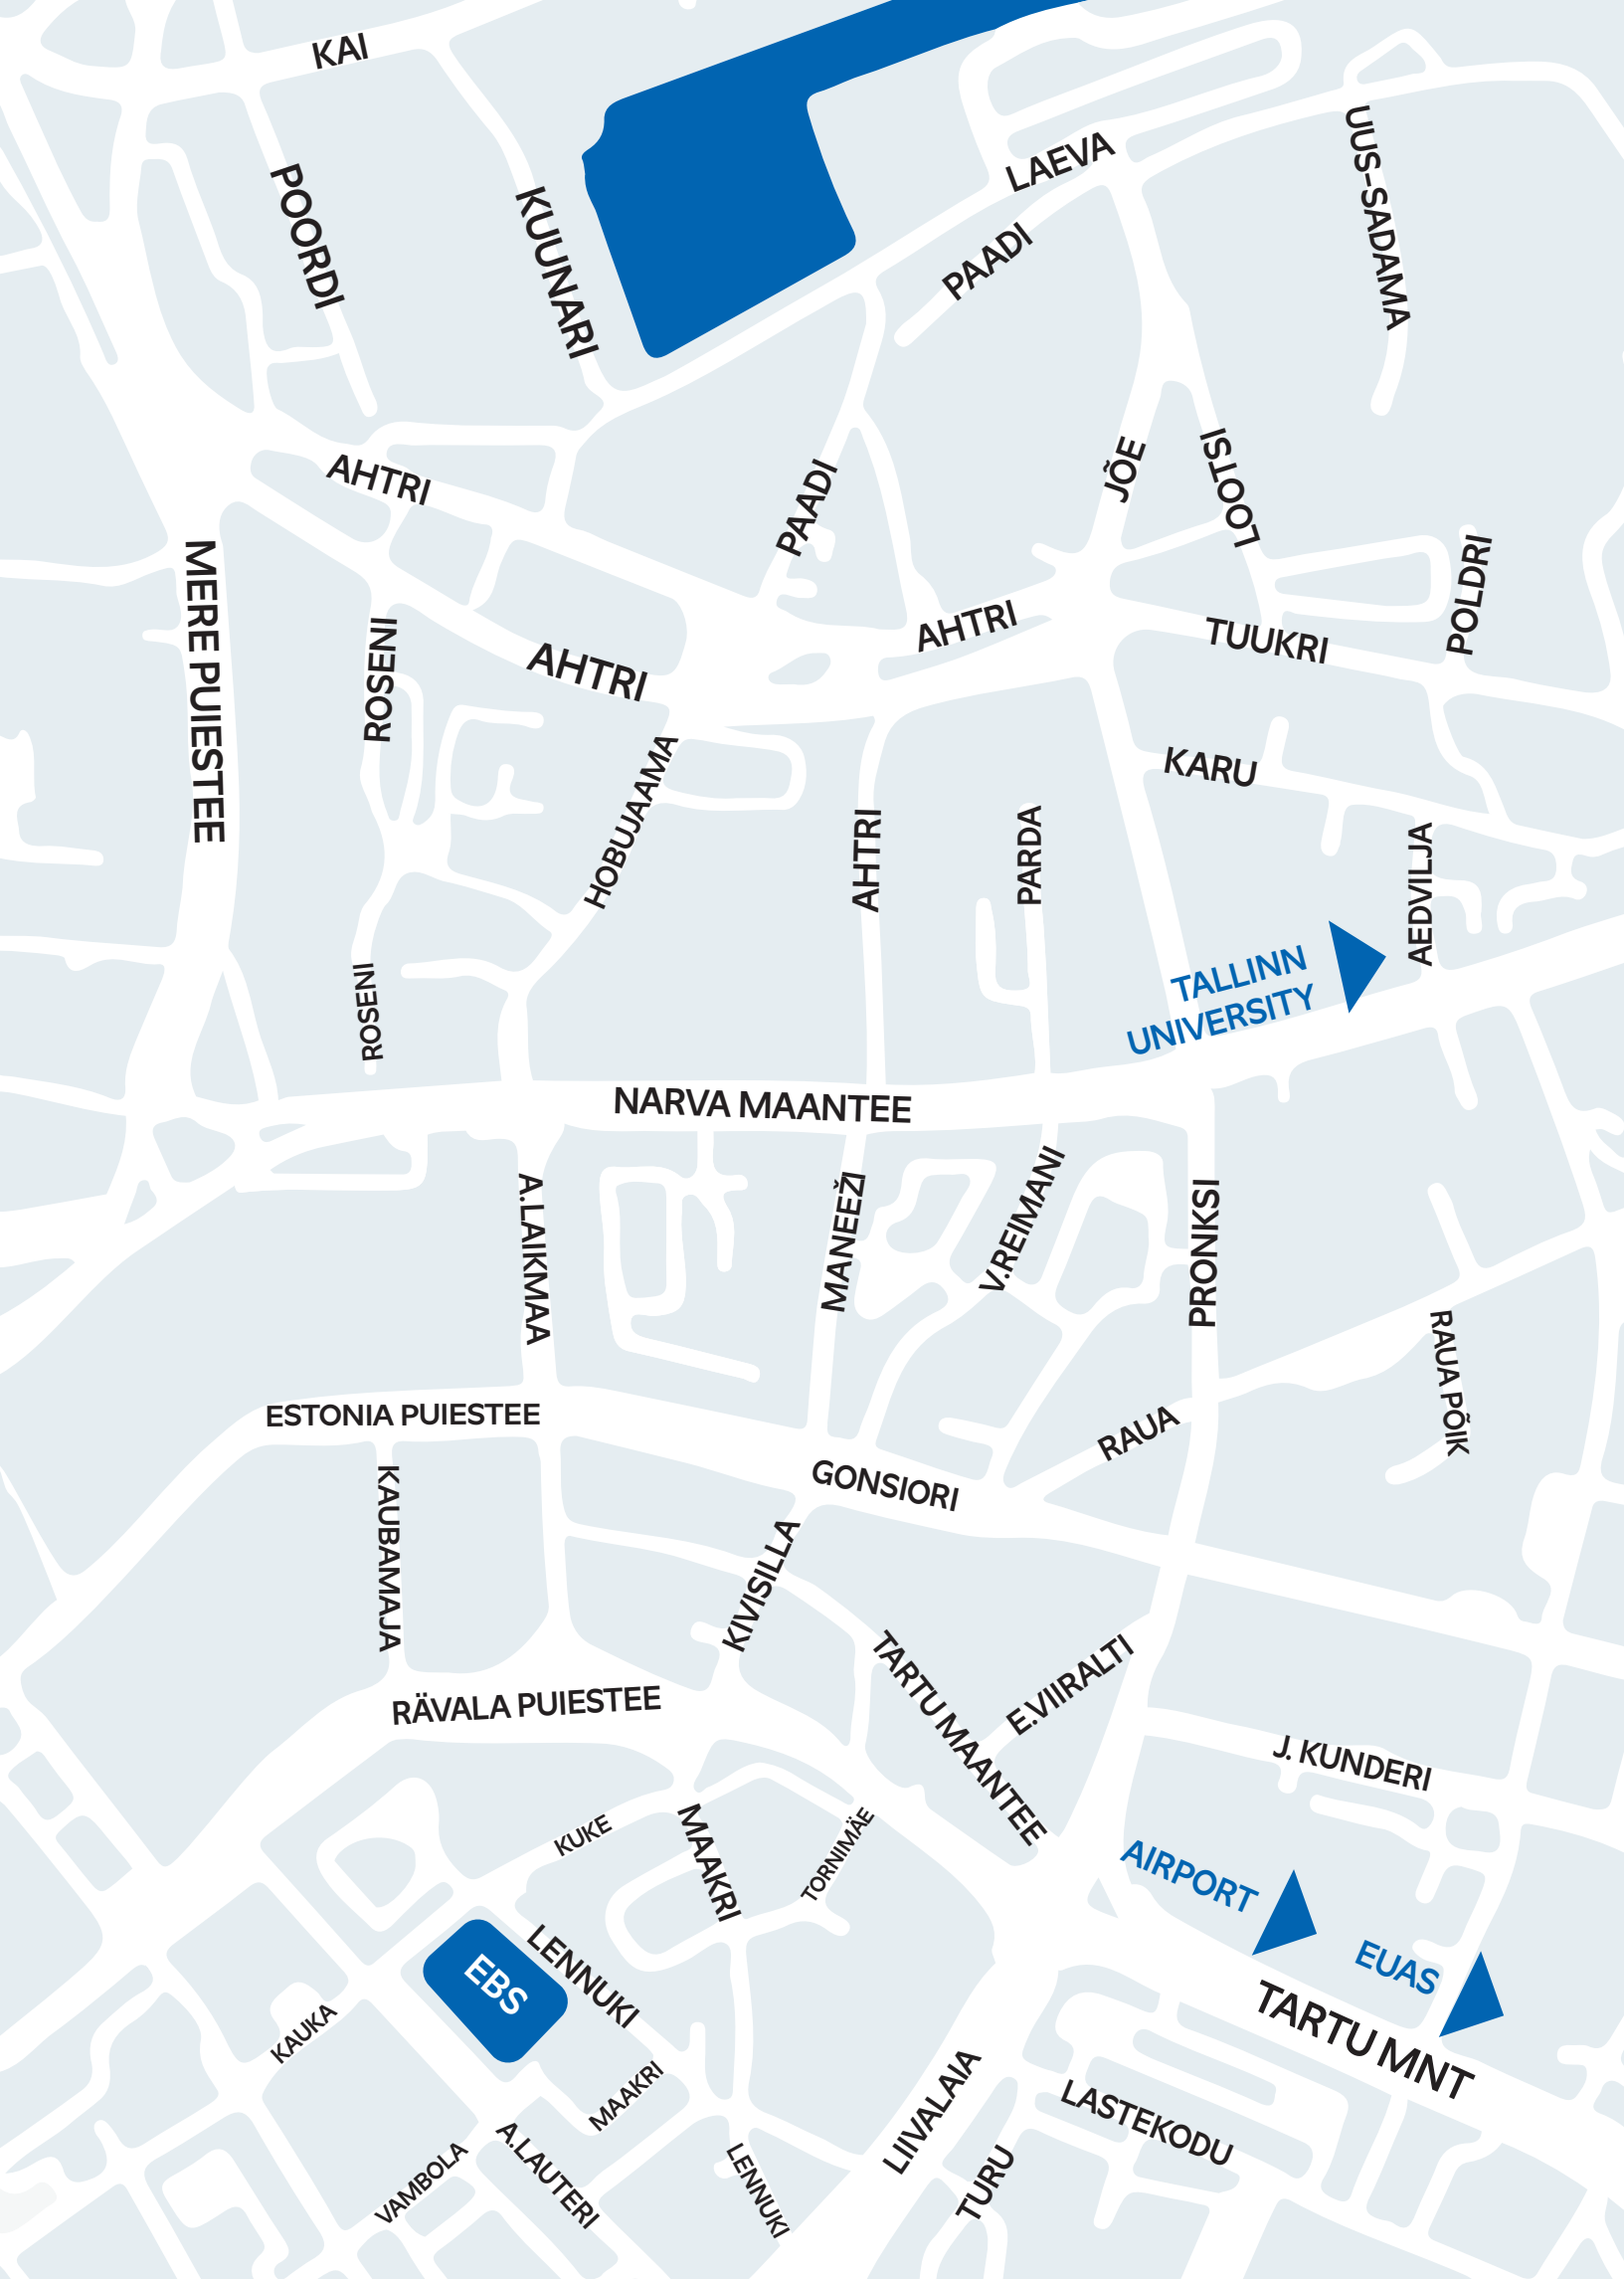 KAI
POORDI
KUUNARI
LAEVA
PAADI
UUS-SADAMA
AHTRI
PAADI
JÕE
LOOTSI
POLDRI
MERE PUIESTEE
ROSENI
AHTRI
AHTRI
TUUKRI
HOBUJAAMA
KARU
AHTRI
PARDA
AEDVILJA
ROSENI
TALLINN
UNIVERSITY
NARVA MAANTEE
A.LAIKMAA
MANEEŽI
V.REIMANI
PRONKSI
RAUA PÕIK
ESTONIA PUIESTEE
RAUA
GONSIORI
KAUBAMAJA
KIVISILLA
TARTU MAANTEE
E.VIIRALTI
RÄVALA PUIESTEE
J. KUNDERI
KUKE
MAAKRI
TORNIMÄE
AIRPORT
EUAS
LENNUKI
EBS
TARTU MNT
KAUKA
MAAKRI
LIIVALAIA
LASTEKODU
VAMBOLA
A.LAUTERI
LENNUKI
TURU